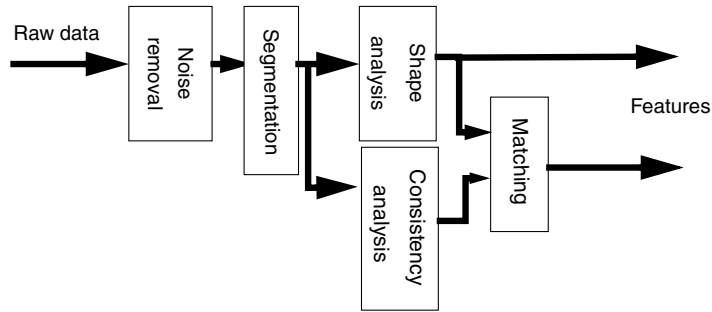 Raw data
Noise
removal
Segmentation
Shape
analysis
Consistency
analysis
Matching
Features